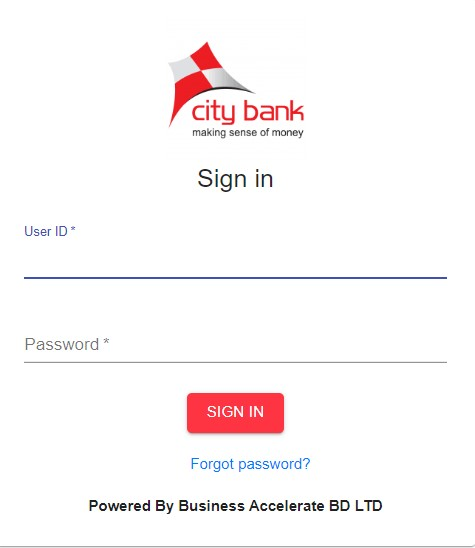 city bank
making sense of money
Sign in
User ID *
Password *
SIGN IN
Forgot password?
Powered By Business Accelerate BD LTD